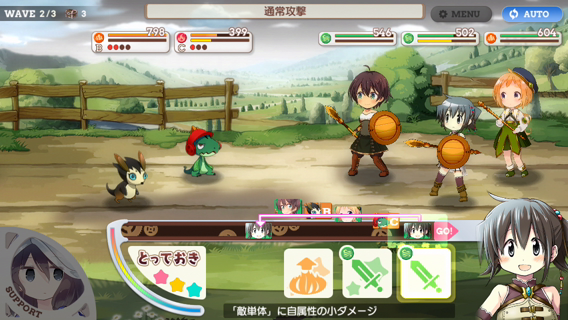 WAVE 2/3 3
通常攻撃
MENU
AUTO
798
B
399
C
546
502
604
B
C
GO!
とっておき
SUPPORT
「敵単体」に自属性の小ダメージ